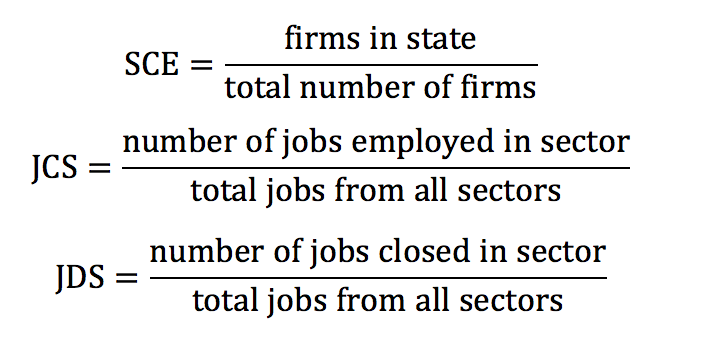 SCE = firms in state / total number of firms
JCS = number of jobs employed in sector / total jobs from all sectors
JDS = number of jobs closed in sector / total jobs from all sectors